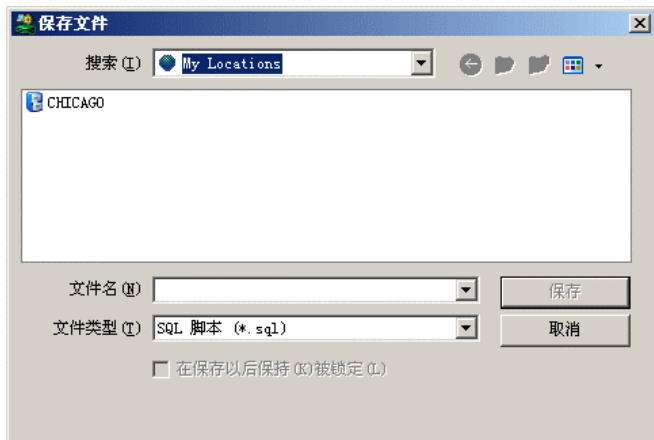 保存文件
搜索(I) My Locations
CHICAGO
文件名(N) 保存
文件类型(T) SQL 脚本 (*.sql) 取消
在保存以后保持(K)被锁定(L)